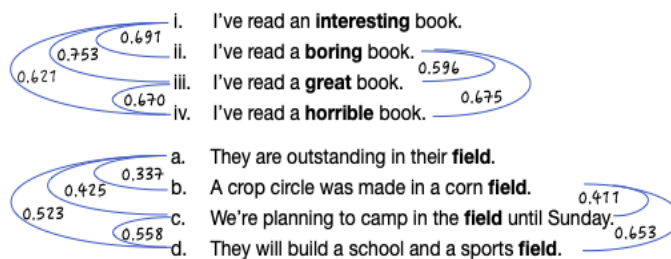 i. I've read an interesting book.
0.691
ii. I've read a boring book.
0.753
0.596
0.621
iii. I've read a great book.
0.670
0.675
iv. I've read a horrible book.
a. They are outstanding in their field.
0.337
b. A crop circle was made in a corn field.
0.425
0.411
c. We're planning to camp in the field until Sunday.
0.523
0.558
0.653
d. They will build a school and a sports field.